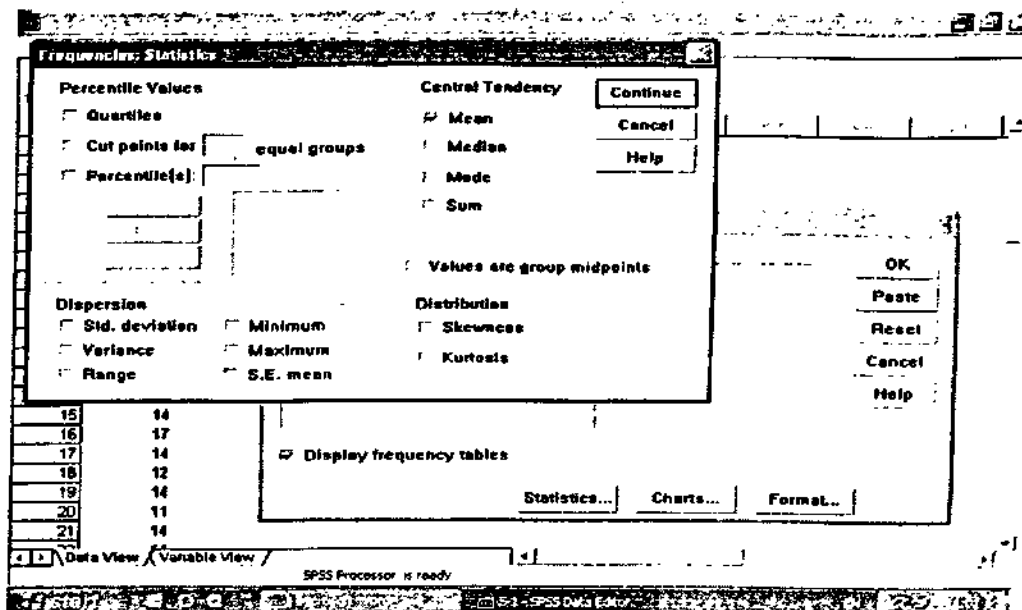 Frequencies: Statistics
Percentile Values
Quartiles
Cut points for equal groups
Percentile(s):
Central Tendency
Mean
Median
Mode
Sum
Continue
Cancel
Help
Values are group midpoints
Dispersion
Std. deviation
Variance
Range
Minimum
Maximum
S.E. mean
Distribution
Skewness
Kurtosis
OK
Paste
Reset
Cancel
Help
15 14
16 17
17 14
18 12
19 14
20 11
21 14
Display frequency tables
Statistics... Charts... Format...
Data View Variable View
SPSS Processor is ready